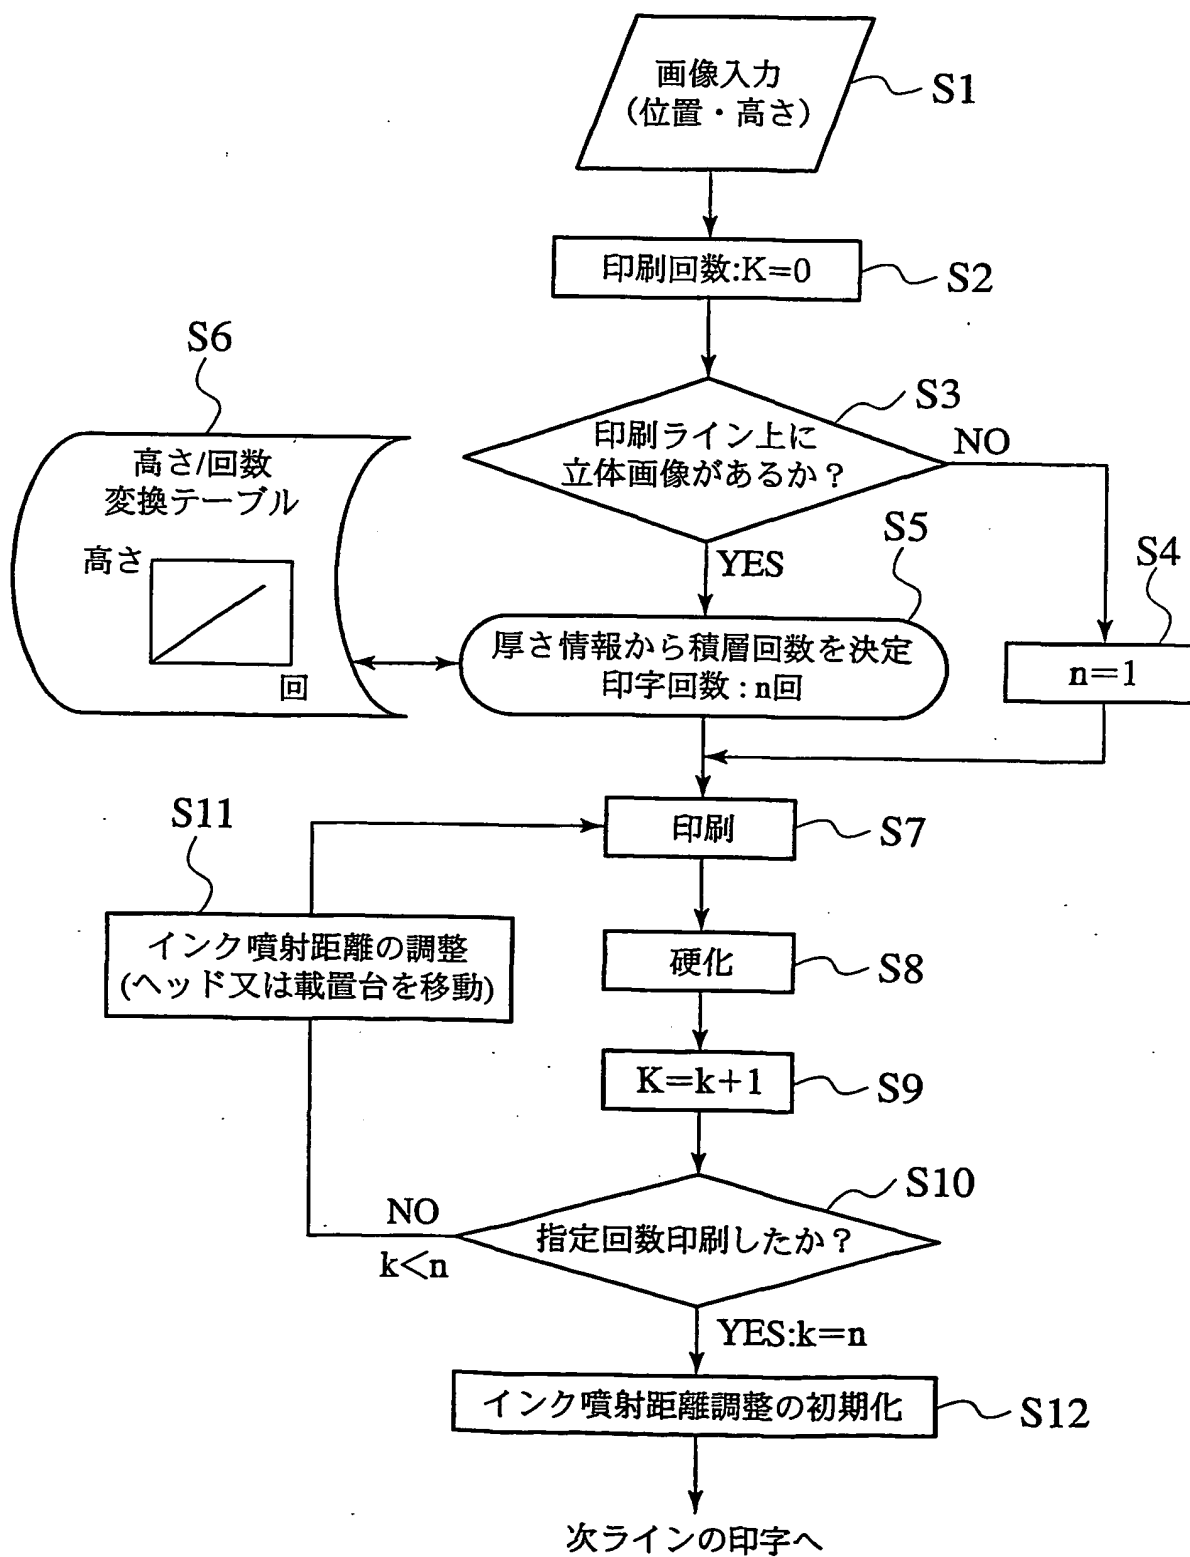 画像入力
(位置・高さ)
S1
印刷回数:K=0
S2
S3
印刷ライン上に
立体画像があるか？
NO
YES
S4
n=1
S5
厚さ情報から積層回数を決定
印字回数：n回
S6
高さ/回数
変換テーブル
高さ
回
印刷
S7
硬化
S8
K=k+1
S9
S10
指定回数印刷したか？
NO
k<n
S11
インク噴射距離の調整
(ヘッド又は載置台を移動)
YES:k=n
インク噴射距離調整の初期化
S12
次ラインの印字へ